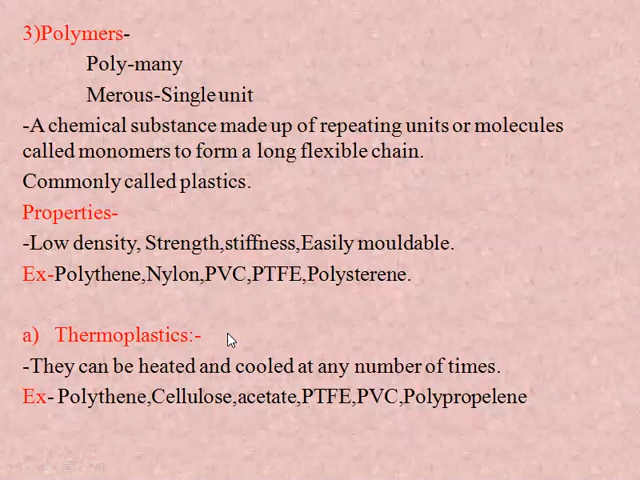 3)Polymers-
Poly-many
Merous-Single unit
-A chemical substance made up of repeating units or molecules
called monomers to form a long flexible chain.
Commonly called plastics.
Properties-
-Low density, Strength,stiffness,Easily mouldable.
Ex-Polythene,Nylon,PVC,PTFE,Polysterene.
a) Thermoplastics:-
-They can be heated and cooled at any number of times.
Ex- Polythene,Cellulose,acetate,PTFE,PVC,Polypropelene